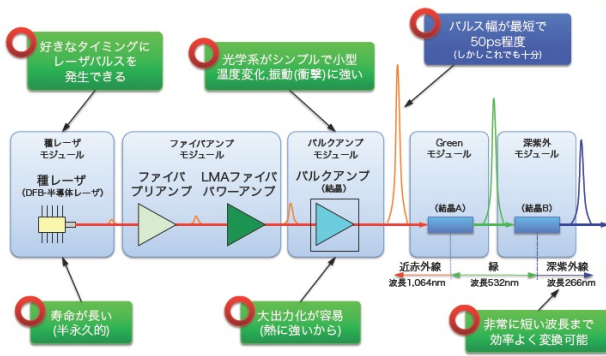 好きなタイミングに
レーザパルスを
発生できる
光学系がシンプルで小型
温度変化,振動(衝撃)に強い
パルス幅が最短で
50ps程度
(しかしこれでも十分)
種レーザ
モジュール
種レーザ
(DFB-半導体レーザ)
ファイバアンプ
モジュール
ファイバ
プリアンプ
LMAファイバ
パワーアンプ
バルクアンプ
モジュール
バルクアンプ
(結晶)
Green
モジュール
(結晶A)
深紫外
モジュール
(結晶B)
近赤外線
波長1,064nm
緑
波長532nm
深紫外線
波長266nm
寿命が長い
(半永久的)
大出力化が容易
(熱に強いから)
非常に短い波長まで
効率よく変換可能